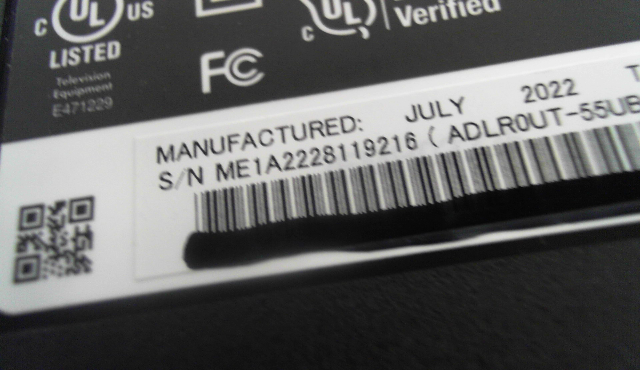 C UL US
LISTED
Television
Equipment
E471229
FC
C UL
Verified
MANUFACTURED: JULY 2022
S/N ME1A2228119216 ( ADLR0UT-55UB